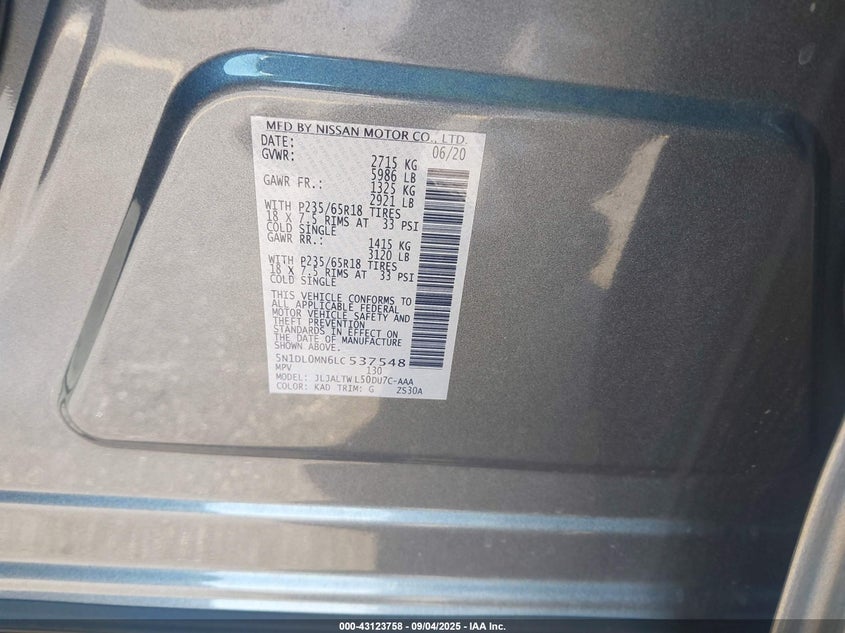 MFD BY NISSAN MOTOR CO., LTD.
DATE: 06/20
GVWR: 2715 KG
5986 LB
GAWR FR.: 1325 KG
2921 LB
WITH P235/65R18 TIRES
18 X 7.5 RIMS AT 33 PSI
COLD SINGLE
GAWR RR.: 1415 KG
3120 LB
WITH P235/65R18 TIRES
18 X 7.5 RIMS AT 33 PSI
COLD SINGLE
THIS VEHICLE CONFORMS TO
ALL APPLICABLE FEDERAL
MOTOR VEHICLE SAFETY AND
THEFT PREVENTION
STANDARDS IN EFFECT ON
THE DATE OF MANUFACTURE
SHOWN ABOVE.
5N1DL0MN6LC537548
MPV 130
MODEL: JLJALTWL50DU7C-AAA
COLOR: KAD TRIM: G ZS30A
000-43123758 - 09/04/2025 - IAA Inc.